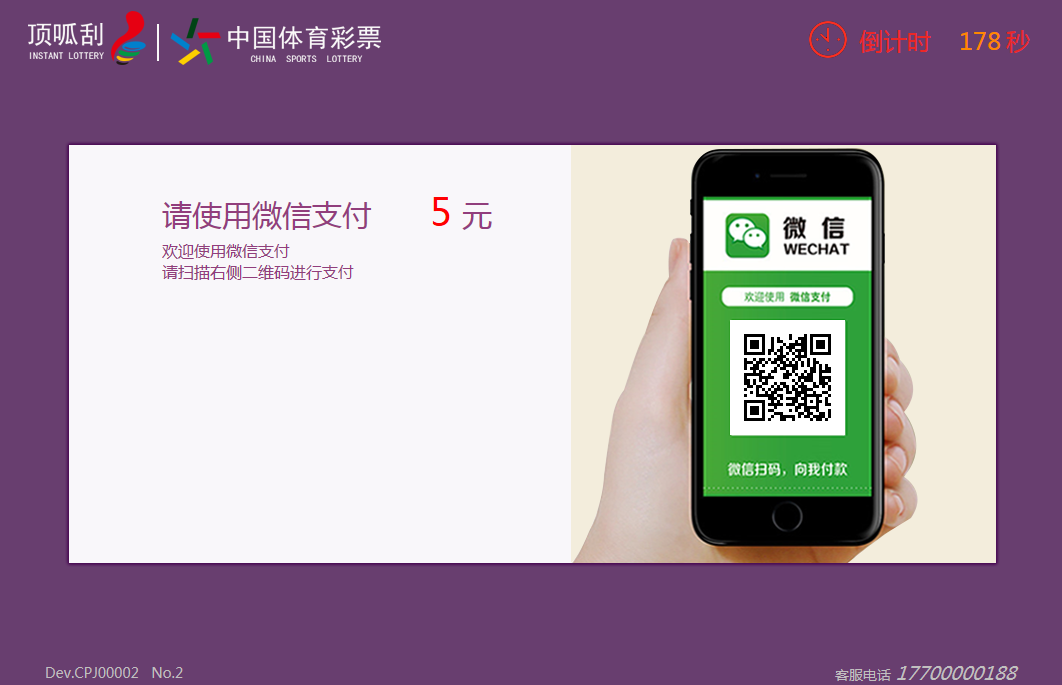 顶呱刮
INSTANT LOTTERY
中国体育彩票
CHINA SPORTS LOTTERY
倒计时 178 秒
请使用微信支付 5 元
欢迎使用微信支付
请扫描右侧二维码进行支付
微 信
WECHAT
欢迎使用 微信支付
微信扫码，向我付款
Dev.CPJ00002 No.2
客服电话 17700000188